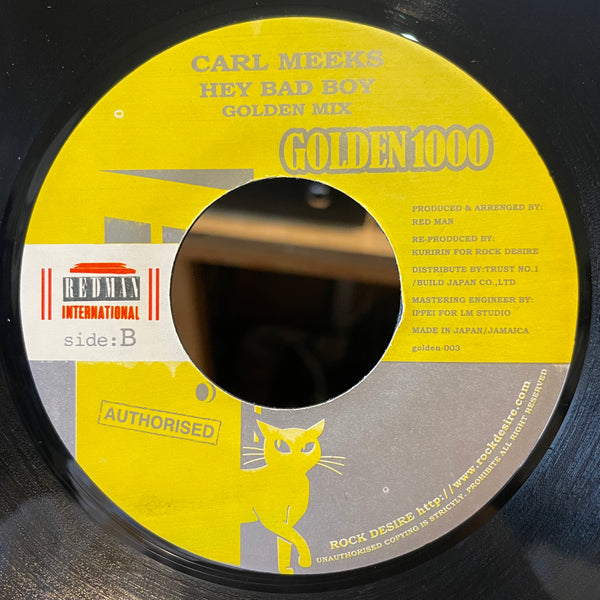 CARL MEEKS
HEY BAD BOY
GOLDEN MIX
GOLDEN 1000
PRODUCED & ARRANGED BY:
RED MAN
RE-PRODUCED BY:
KURIRIN FOR ROCK DESIRE
DISTRIBUTE BY:TRUST NO.1
/BUILD JAPAN CO.,LTD
MASTERING ENGINEER BY:
IPPEI FOR LM STUDIO
MADE IN JAPAN/JAMAICA
golden-003
REDMAN
INTERNATIONAL
side:B
AUTHORISED
ROCK DESIRE http://www.rockdesire.com
UNAUTHORISED COPYING IS STRICTLY. PROHIBITE ALL RIGHT RESERVED